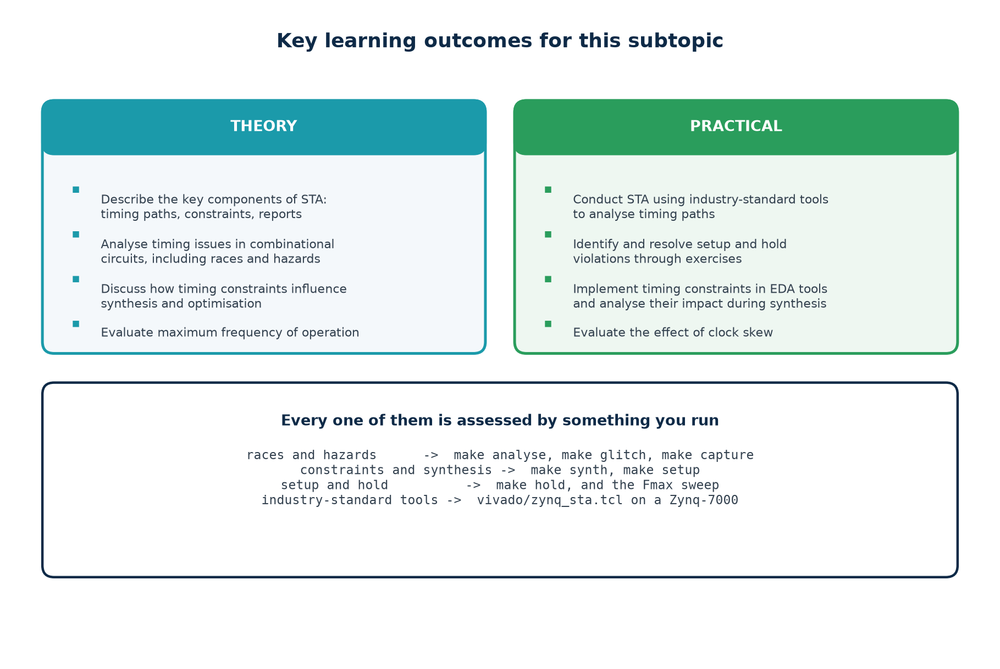 Key learning outcomes for this subtopic
THEORY
Describe the key components of STA:
timing paths, constraints, reports
Analyse timing issues in combinational
circuits, including races and hazards
Discuss how timing constraints influence
synthesis and optimisation
Evaluate maximum frequency of operation
PRACTICAL
Conduct STA using industry-standard tools
to analyse timing paths
Identify and resolve setup and hold
violations through exercises
Implement timing constraints in EDA tools
and analyse their impact during synthesis
Evaluate the effect of clock skew
Every one of them is assessed by something you run
races and hazards      ->  make analyse, make glitch, make capture
constraints and synthesis ->  make synth, make setup
setup and hold          ->  make hold, and the Fmax sweep
industry-standard tools ->  vivado/zynq_sta.tcl on a Zynq-7000